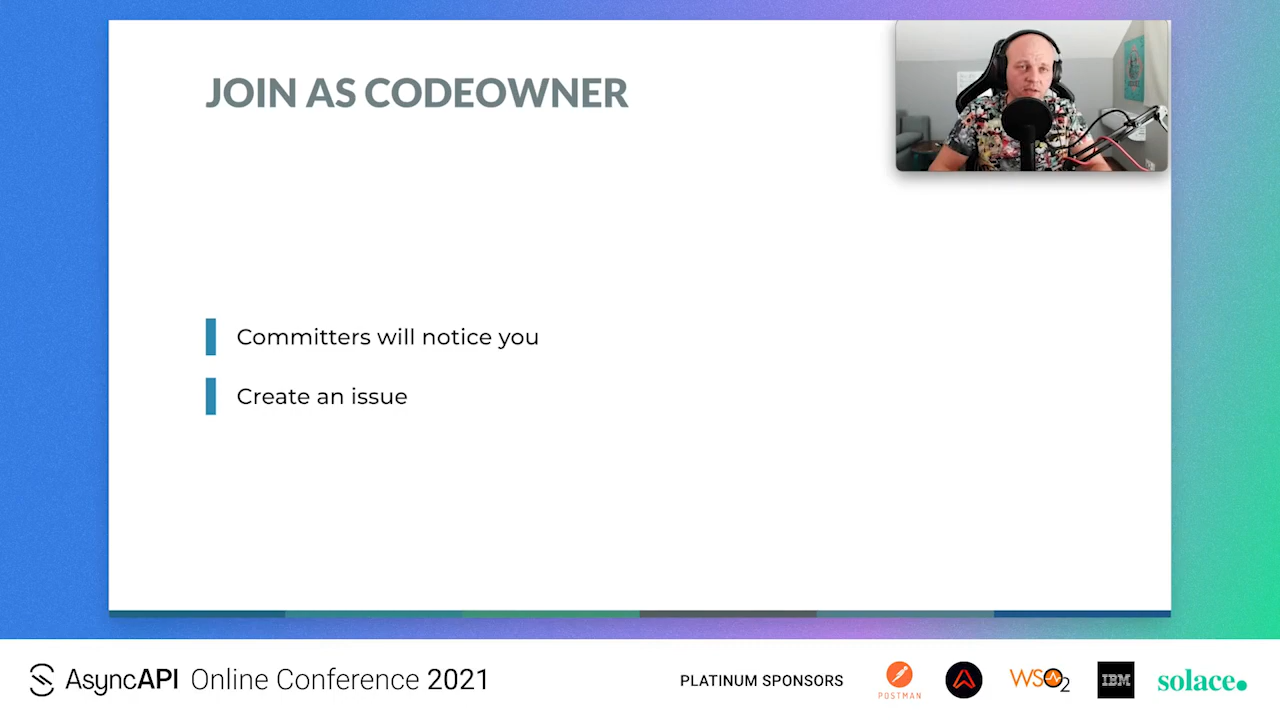 JOIN AS CODEOWNER
Committers will notice you
Create an issue
AsyncAPI Online Conference 2021
PLATINUM SPONSORS
POSTMAN
WSO2
IBM
solace.